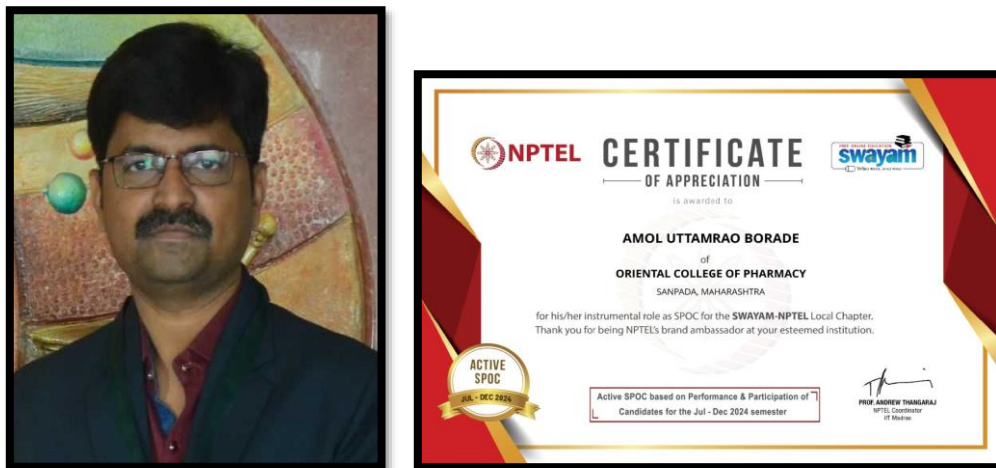 NPTEL
CERTIFICATE
OF APPRECIATION
is awarded to
FREE ONLINE EDUCATION
swayam
AMOL UTTAMRAO BORADE
of
ORIENTAL COLLEGE OF PHARMACY
SANPADA, MAHARASHTRA
for his/her instrumental role as SPOC for the SWAYAM-NPTEL Local Chapter.
Thank you for being NPTEL's brand ambassador at your esteemed institution.
ACTIVE
SPOC
JUL - DEC 2024
Active SPOC based on Performance & Participation of
Candidates for the Jul - Dec 2024 semester
PROF. ANDREW THANGARAJ
NPTEL Coordinator
IIT Madras